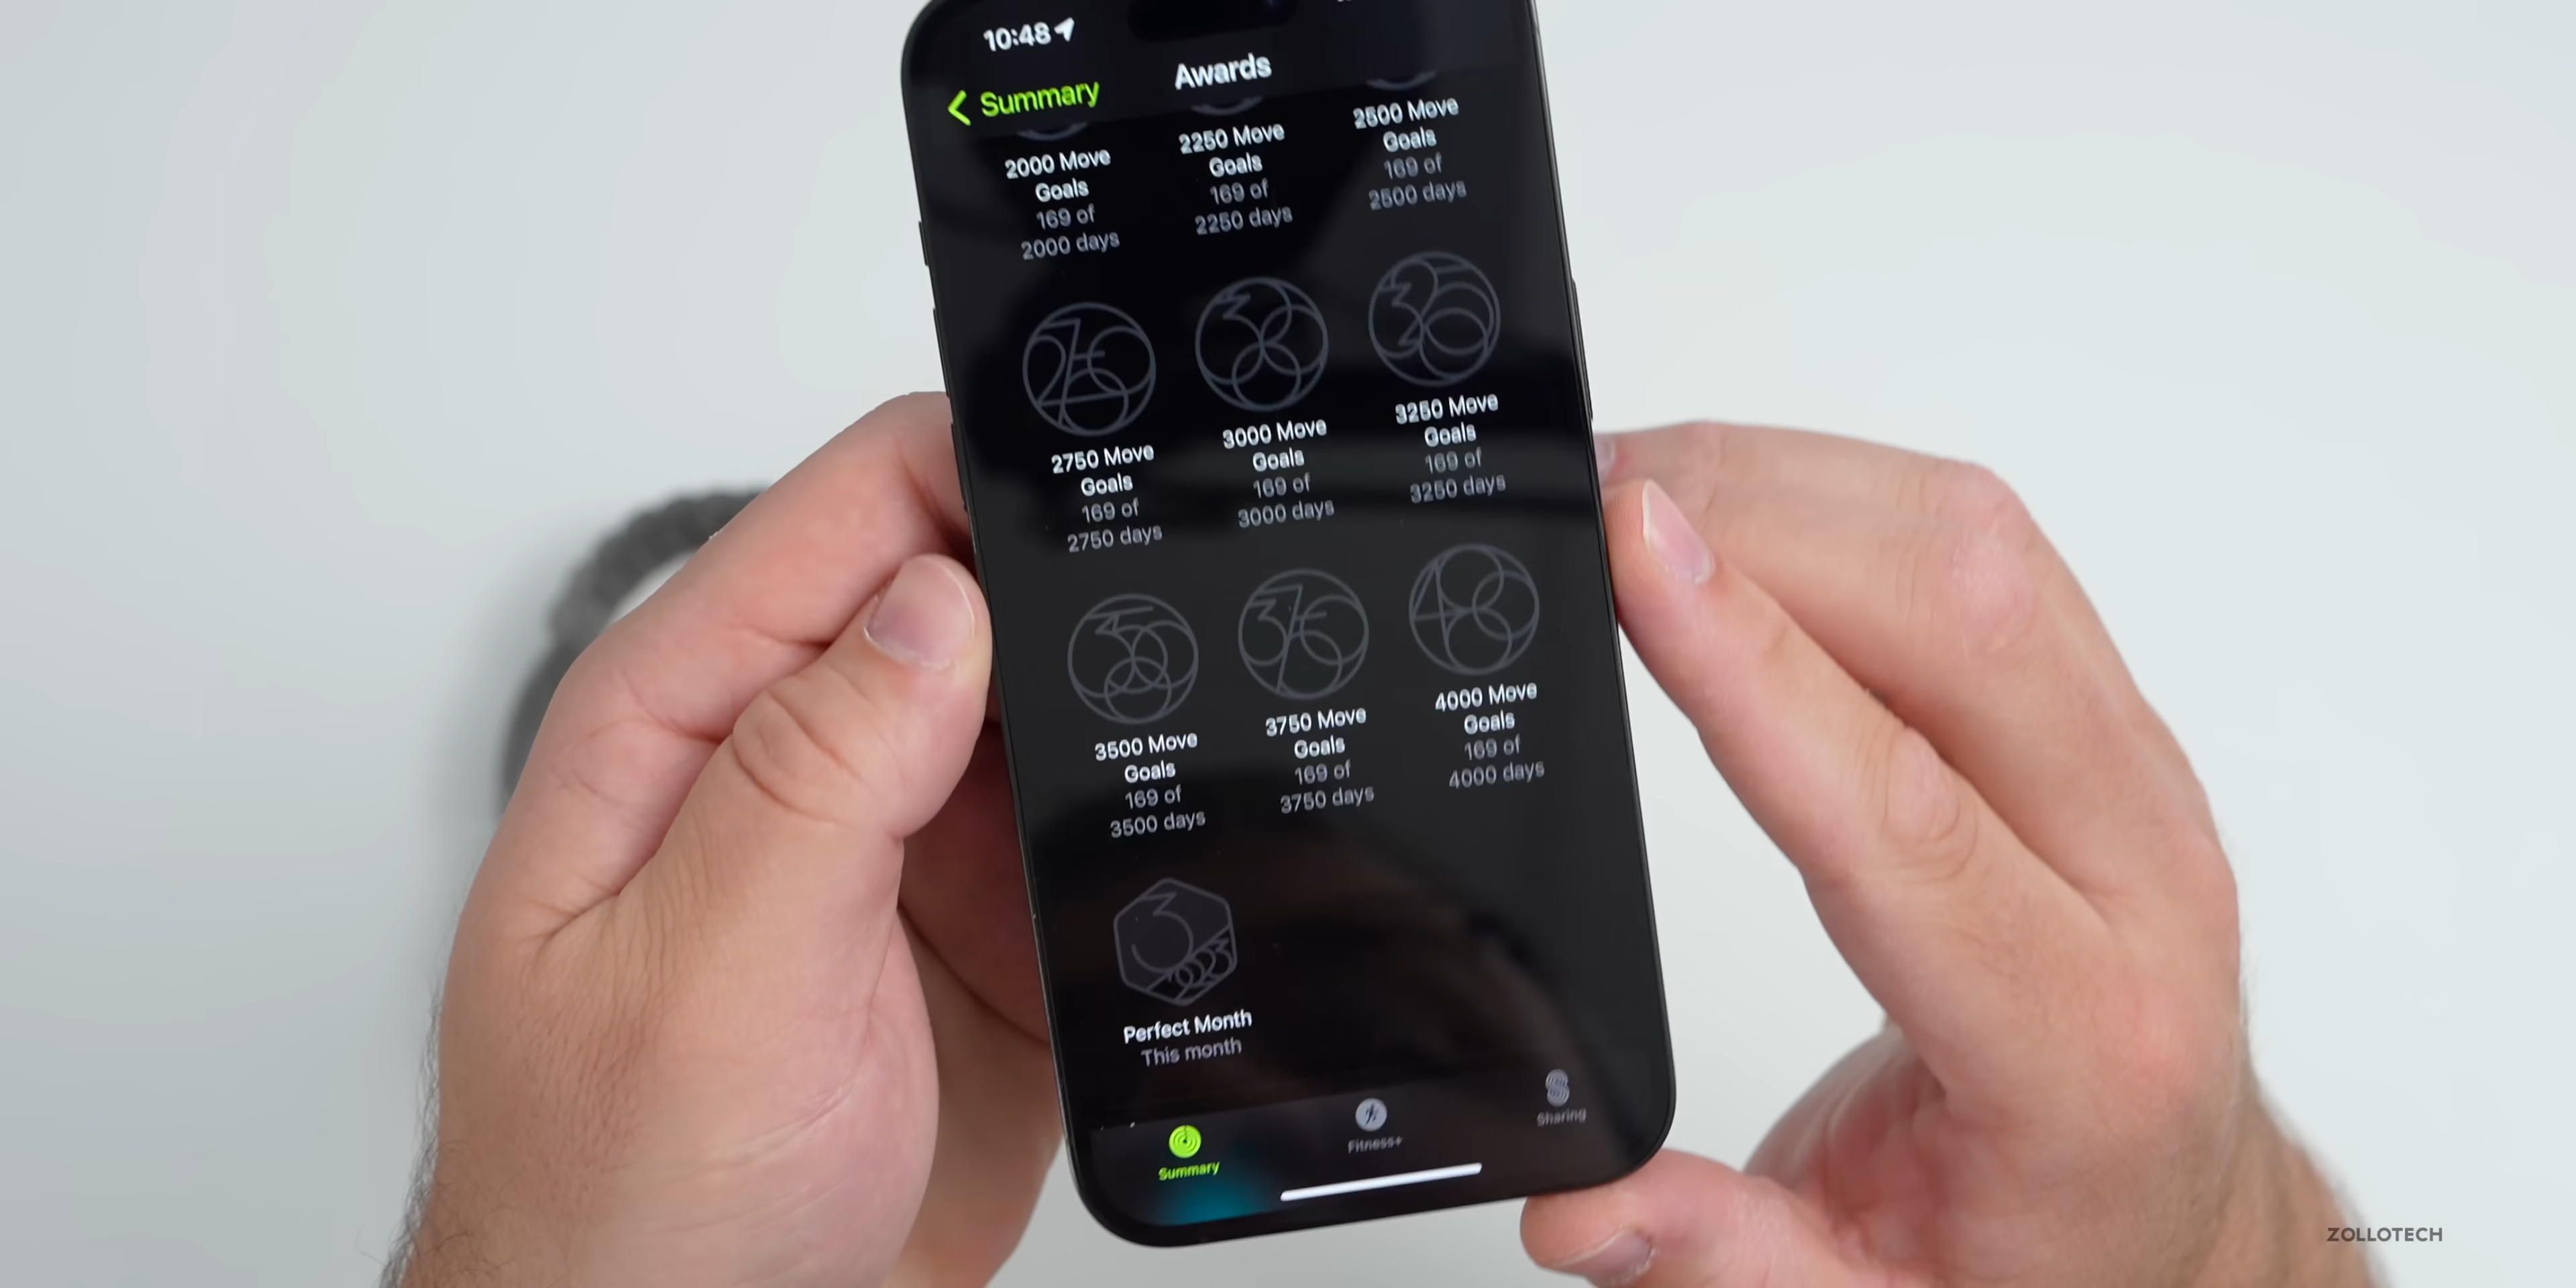 10:48
Summary
Awards
2000 Move
Goals
169 of
2000 days
2250 Move
Goals
169 of
2250 days
2500 Move
Goals
169 of
2500 days
2750 Move
Goals
169 of
2750 days
3000 Move
Goals
169 of
3000 days
3250 Move
Goals
169 of
3250 days
3500 Move
Goals
169 of
3500 days
3750 Move
Goals
169 of
3750 days
4000 Move
Goals
169 of
4000 days
3
2023
Perfect Month
This month
Summary
Fitness+
Sharing
ZOLLOTECH